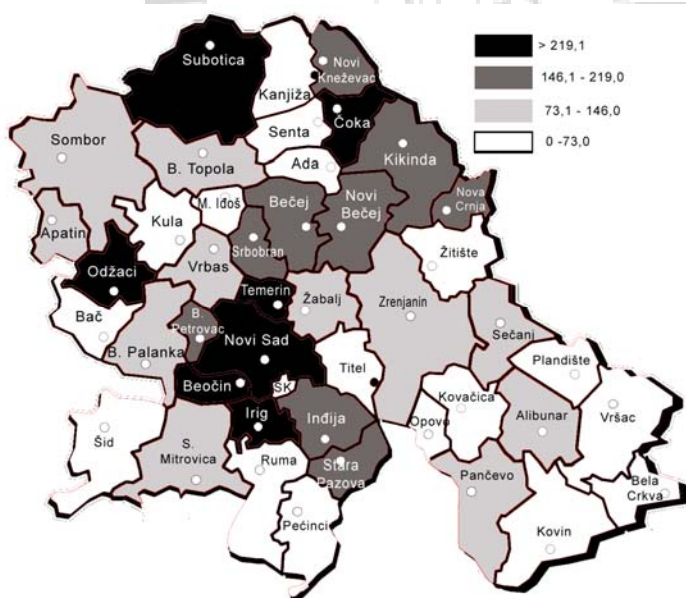 > 219,1
146,1 - 219,0
73,1 - 146,0
0 -73,0
Subotica
Novi
Kneževac
Kanjiža
Senta
Čoka
Sombor
B. Topola
Ada
Kikinda
Apatin
Kula
M. Iđoš
Bečej
Novi
Bečej
Nova
Crnja
Srbobran
Vrbas
Žitište
Odžaci
Temerin
Žabalj
Zrenjanin
Bač
B.
Petrovac
B. Palanka
Novi Sad
Sečanj
Titel
Plandište
Beočin
SK
Kovačica
Vršac
Šid
S.
Mitrovica
Irig
Inđija
Opovo
Alibunar
Ruma
Stara
Pazova
Pančevo
Bela
Crkva
Pećinci
Kovin